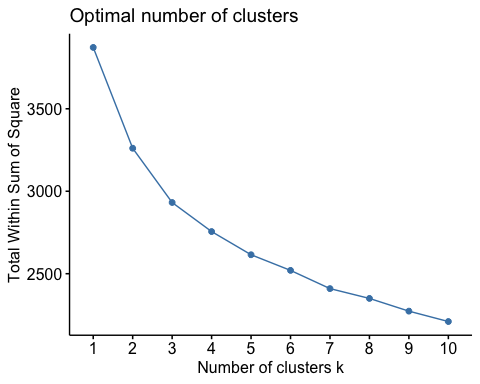 Optimal number of clusters
Total Within Sum of Square
3500
3000
2500
1 2 3 4 5 6 7 8 9 10
Number of clusters k